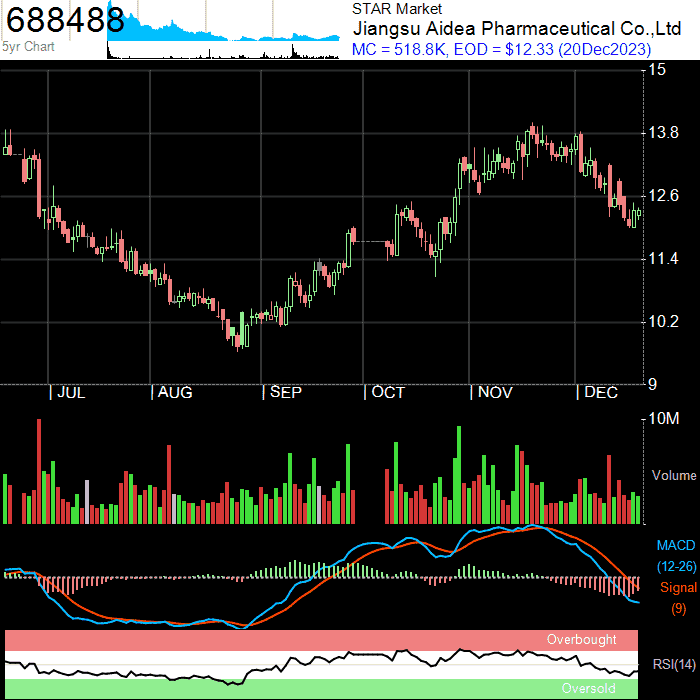 688488
5yr Chart
STAR Market
Jiangsu Aidea Pharmaceutical Co.,Ltd
MC = 518.8K, EOD = $12.33 (20Dec2023)
15
13.8
12.6
11.4
10.2
9
JUL
AUG
SEP
OCT
NOV
DEC
10M
Volume
MACD
(12-26)
Signal
(9)
Overbought
RSI(14)
Oversold